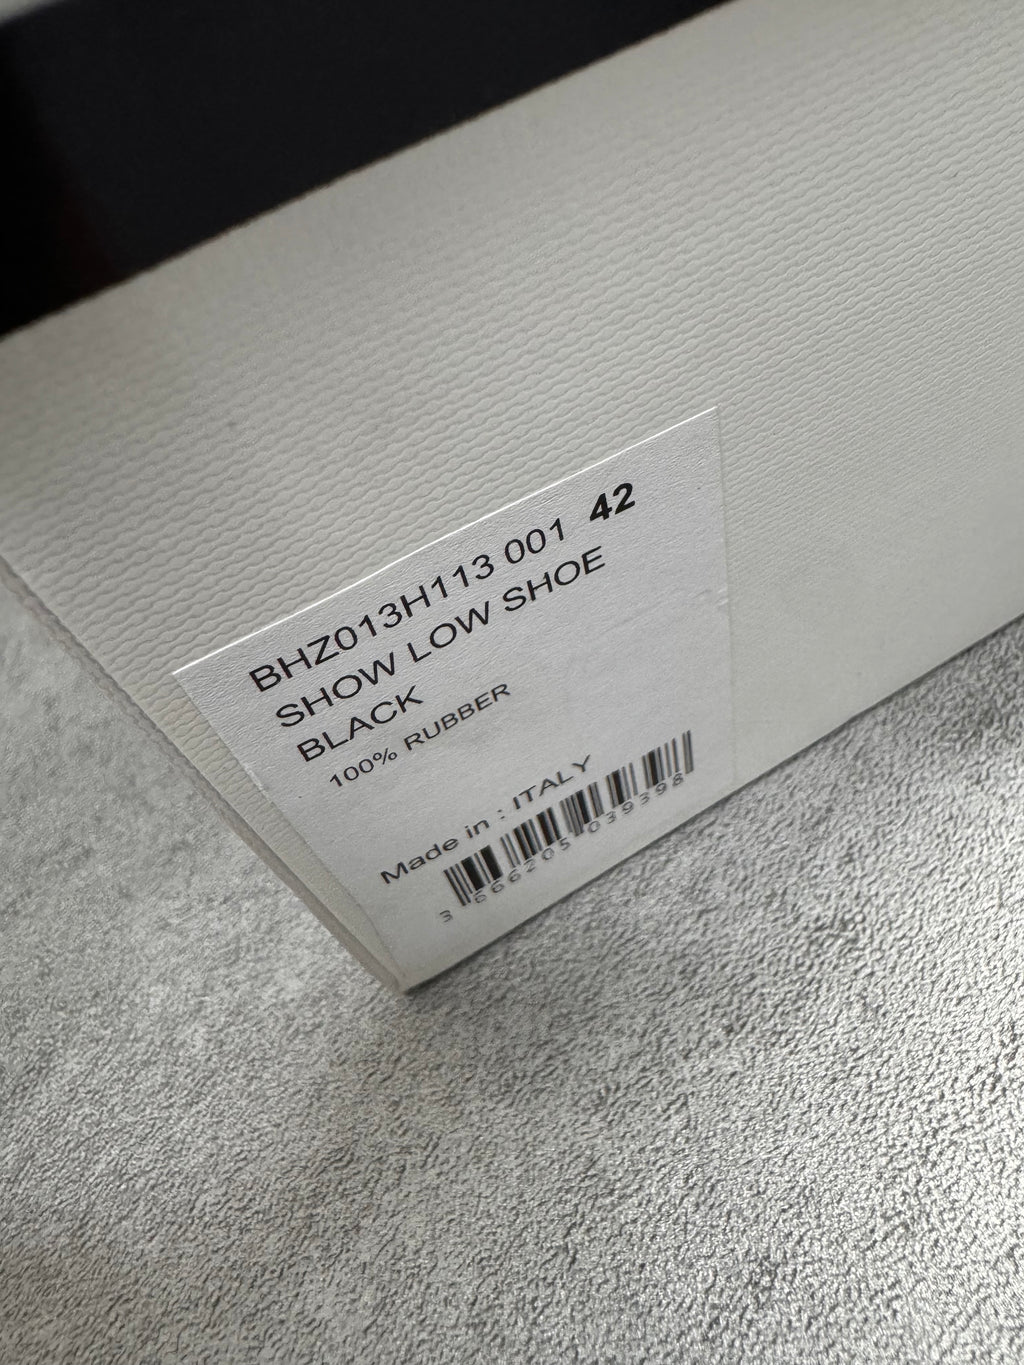 BHZ013H113 001 42
SHOW LOW SHOE
BLACK
100% RUBBER
Made in : ITALY
3 666205 039398